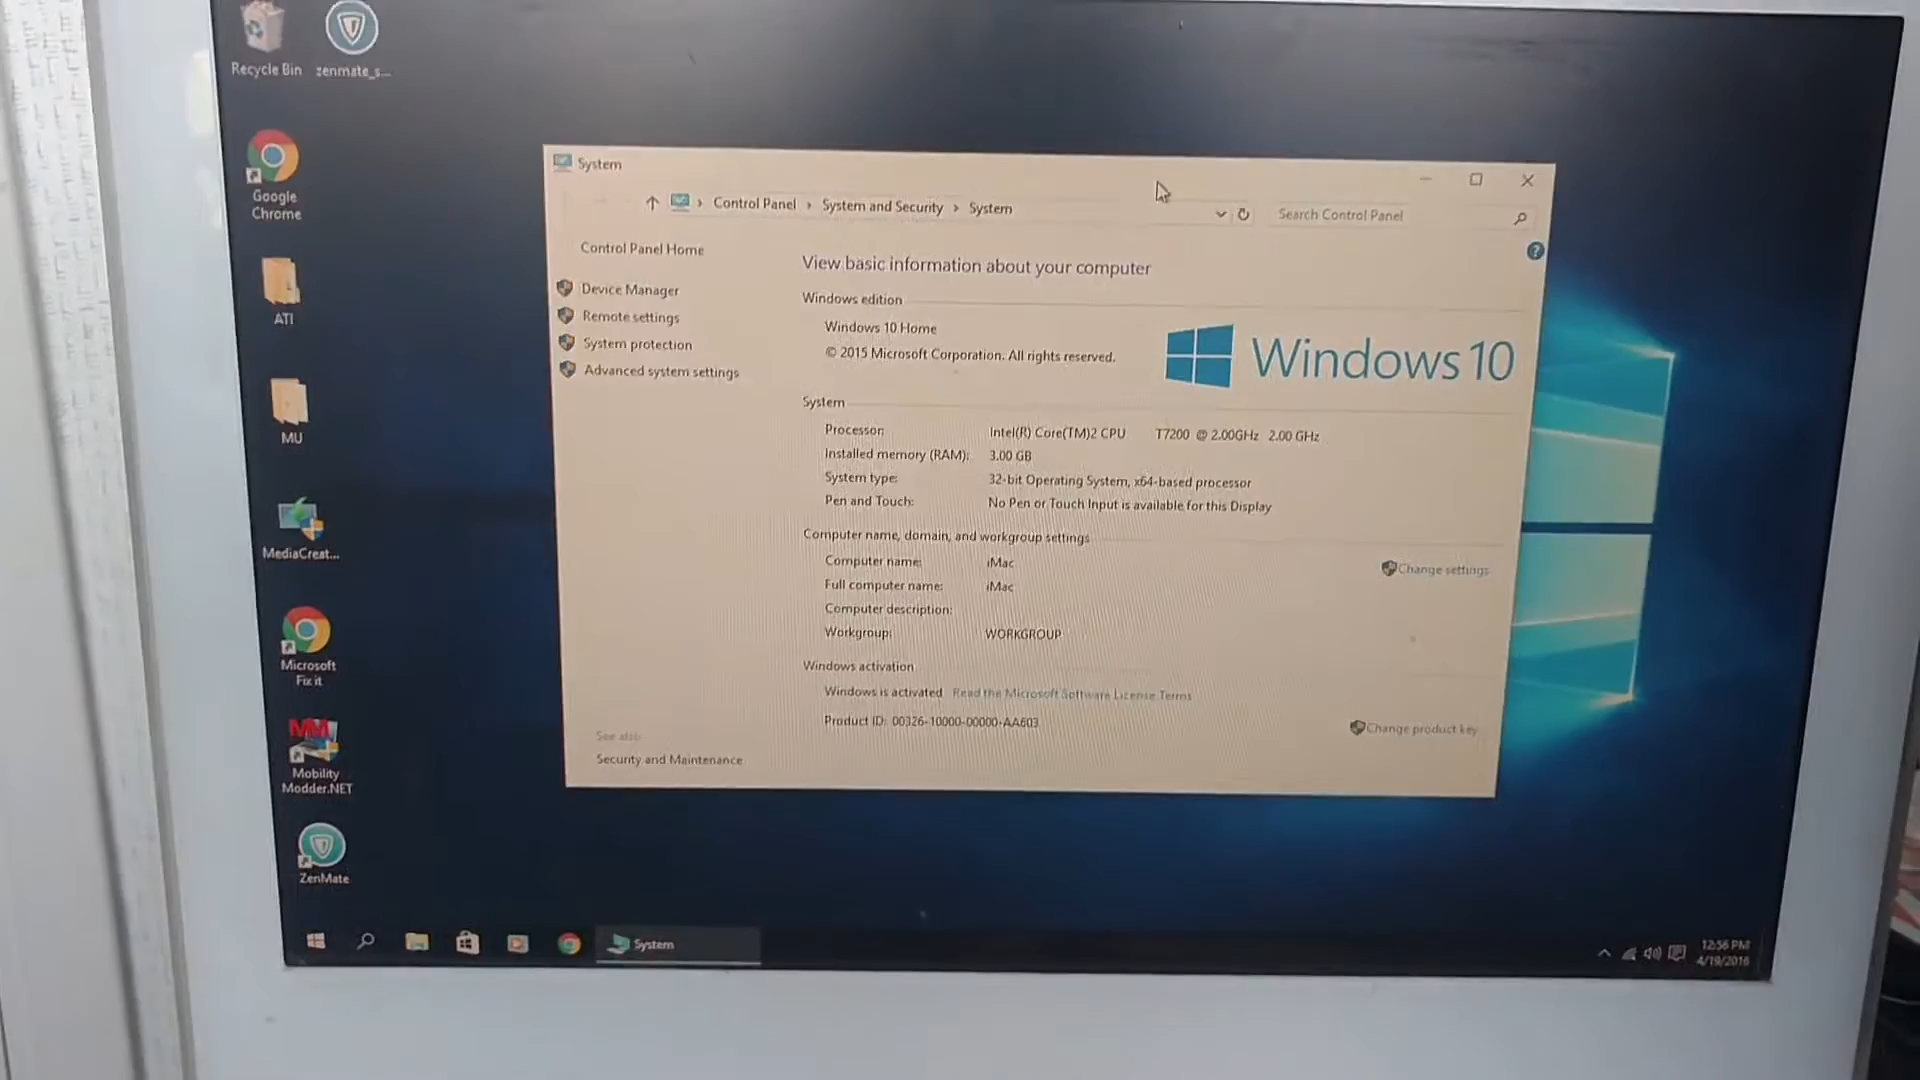 Recycle Bin
zenmate_s...
Google
Chrome
ATI
MU
MediaCreat...
Microsoft
Fix it
MM
Mobility
Modder.NET
ZenMate
System
Control Panel › System and Security › System
Search Control Panel
Control Panel Home
Device Manager
Remote settings
System protection
Advanced system settings
See also
Security and Maintenance
View basic information about your computer
Windows edition
Windows 10 Home
© 2015 Microsoft Corporation. All rights reserved.
Windows 10
System
Processor: Intel(R) Core(TM)2 CPU T7200 @ 2.00GHz 2.00 GHz
Installed memory (RAM): 3.00 GB
System type: 32-bit Operating System, x64-based processor
Pen and Touch: No Pen or Touch Input is available for this Display
Computer name, domain, and workgroup settings
Computer name: iMac
Change settings
Full computer name: iMac
Computer description:
Workgroup: WORKGROUP
Windows activation
Windows is activated Read the Microsoft Software License Terms
Product ID: 00326-10000-00000-AA603
Change product key
System
12:56 PM
4/19/2016